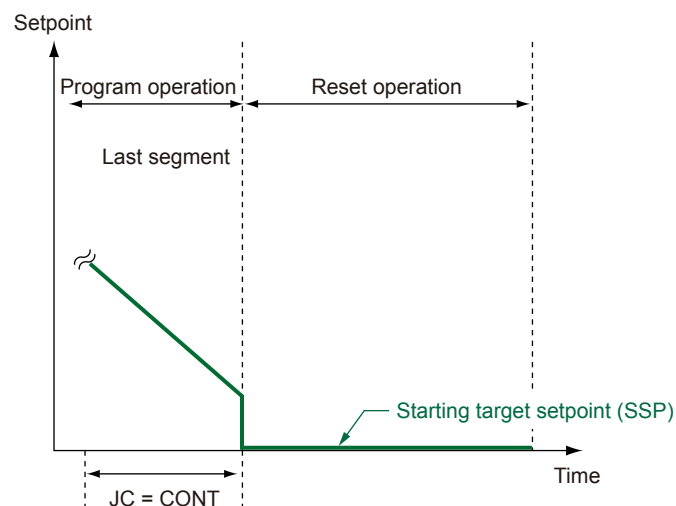 Setpoint
Program operation
Reset operation
Last segment
Starting target setpoint (SSP)
Time
JC = CONT